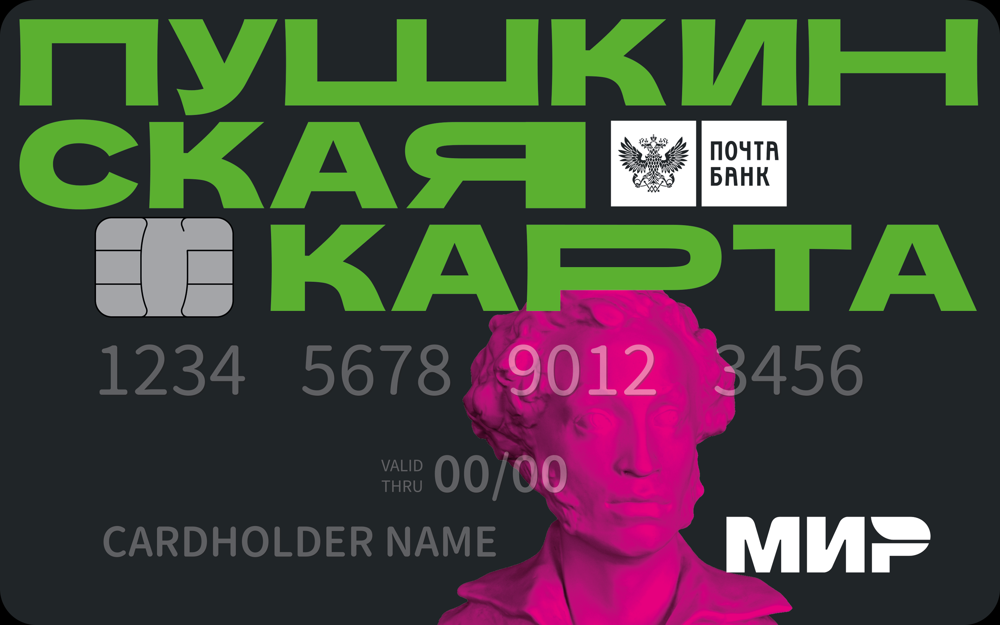 ПУШКИН
СКАЯ
ПОЧТА
БАНК
КАРТА
1234 5678 9012 3456
VALID
THRU
00/00
CARDHOLDER NAME
МИР